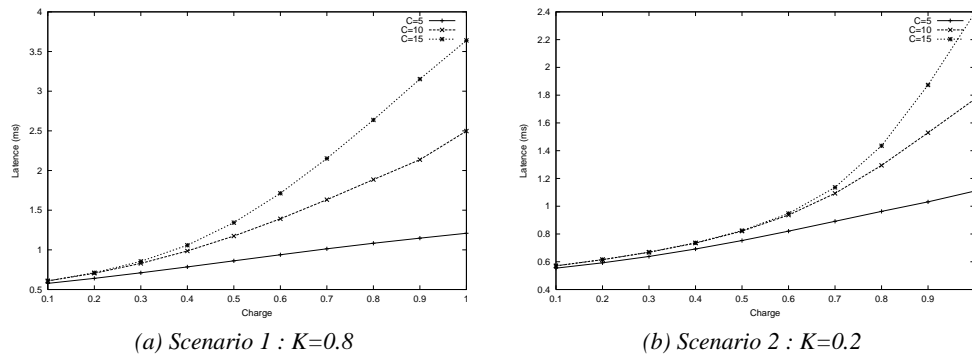 4
3.5
3
2.5
2
1.5
1
0.5
Latence (ms)
C=5
C=10
C=15
0.1 0.2 0.3 0.4 0.5 0.6 0.7 0.8 0.9 1
Charge
(a) Scenario 1 : K=0.8
2.4
2.2
2
1.8
1.6
1.4
1.2
1
0.8
0.6
0.4
Latence (ms)
C=5
C=10
C=15
0.1 0.2 0.3 0.4 0.5 0.6 0.7 0.8 0.9
Charge
(b) Scenario 2 : K=0.2